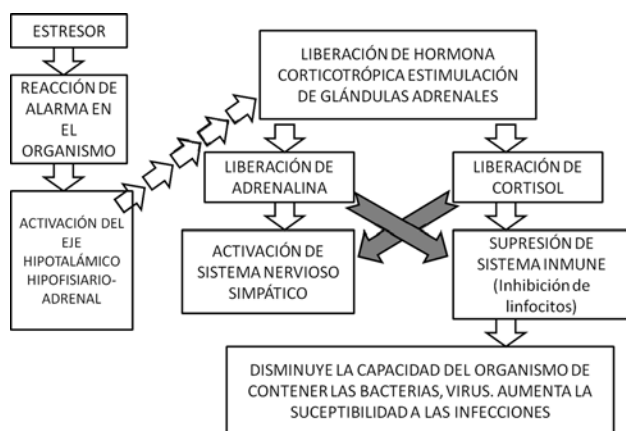 ESTRESOR
REACCIÓN DE
ALARMA EN
EL
ORGANISMO
ACTIVACIÓN DEL
EJE
HIPOTALÁMICO
HIPOFISIARIO-
ADRENAL
LIBERACIÓN DE HORMONA
CORTICOTRÓPICA ESTIMULACIÓN
DE GLÁNDULAS ADRENALES
LIBERACIÓN DE
ADRENALINA
LIBERACIÓN DE
CORTISOL
ACTIVACIÓN DE
SISTEMA NERVIOSO
SIMPÁTICO
SUPRESIÓN DE
SISTEMA INMUNE
(Inhibición de
linfocitos)
DISMINUYE LA CAPACIDAD DEL ORGANISMO DE
CONTENER LAS BACTERIAS, VIRUS. AUMENTA LA
SUCEPTIBILIDAD A LAS INFECCIONES